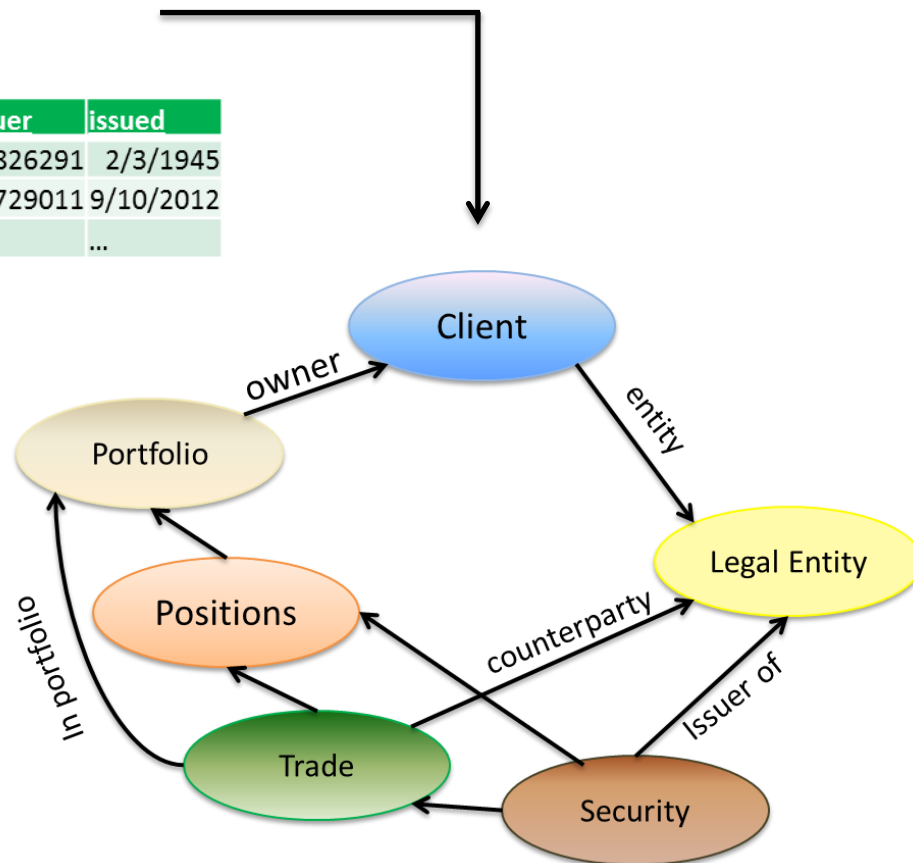 uer issued
826291 2/3/1945
729011 9/10/2012
...
Client
owner
entity
Portfolio
Legal Entity
Positions
In portfolio
counterparty
Issuer of
Trade
Security